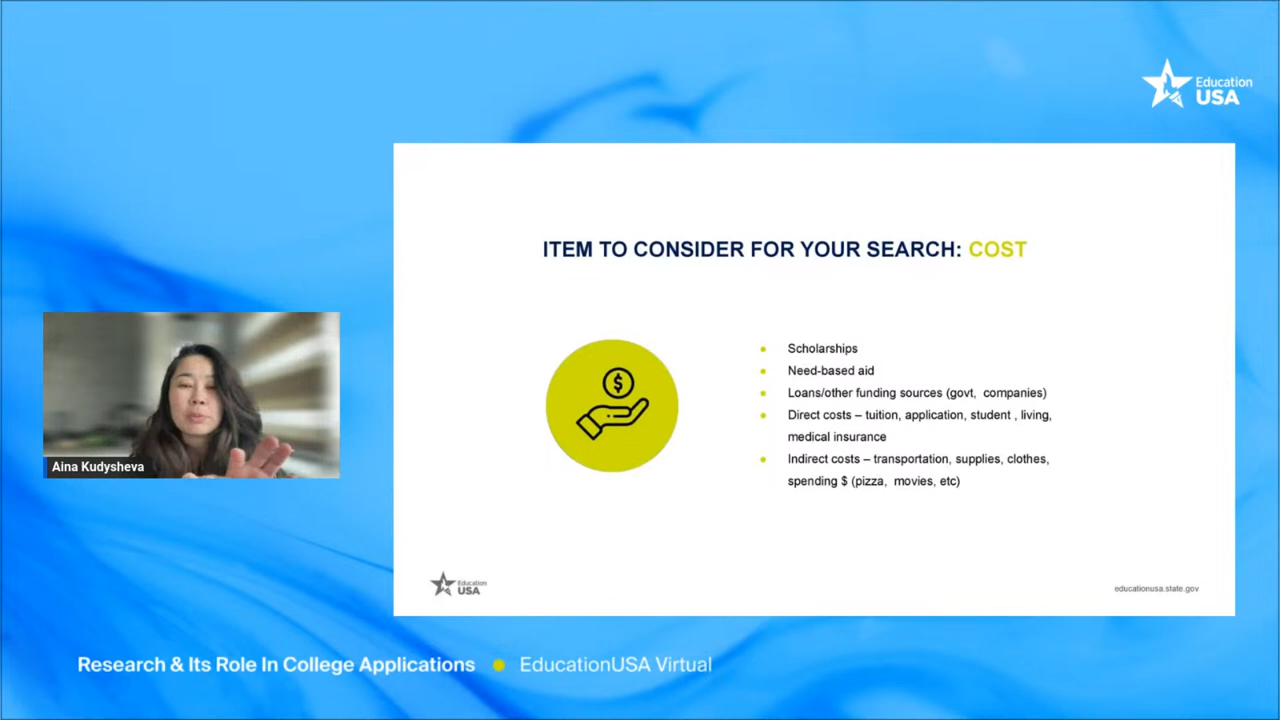 Education
USA
ITEM TO CONSIDER FOR YOUR SEARCH: COST
$
Scholarships
Need-based aid
Loans/other funding sources (govt, companies)
Direct costs – tuition, application, student , living,
medical insurance
Indirect costs – transportation, supplies, clothes,
spending $ (pizza, movies, etc)
Aina Kudysheva
Education
USA
educationusa.state.gov
Research & Its Role In College Applications ● EducationUSA Virtual